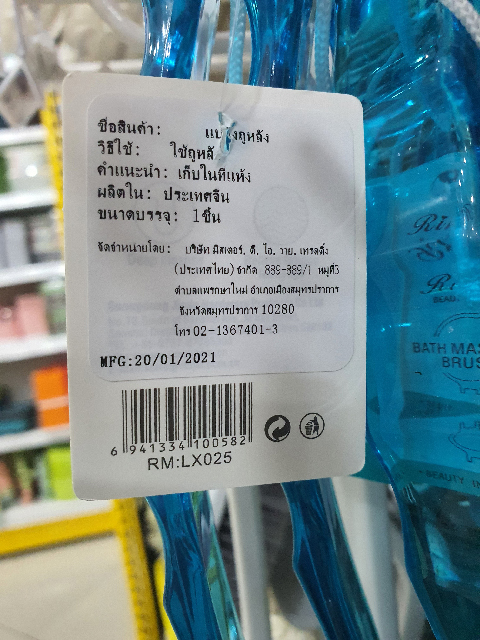 ชื่อสินค้า: แปรงถูหลัง
วิธีใช้: ใช้ถูหลัง
คำแนะนำ: เก็บในที่แห้ง
ผลิตใน: ประเทศจีน
ขนาดบรรจุ: 1ชิ้น
จัดจำหน่ายโดย: บริษัท มิสเตอร์. ดี. ไอ. วาย. เทรดดิ้ง
(ประเทศไทย) จำกัด 889-889/1 หมู่ที่3
ตำบลแพรกษาใหม่ อำเภอเมืองสมุทรปราการ
จังหวัดสมุทรปราการ 10280
โทร 02-1367401-3
MFG:20/01/2021
6 941334 100582
RM:LX025
BATH MAS
BRUS
BEAUTY IN